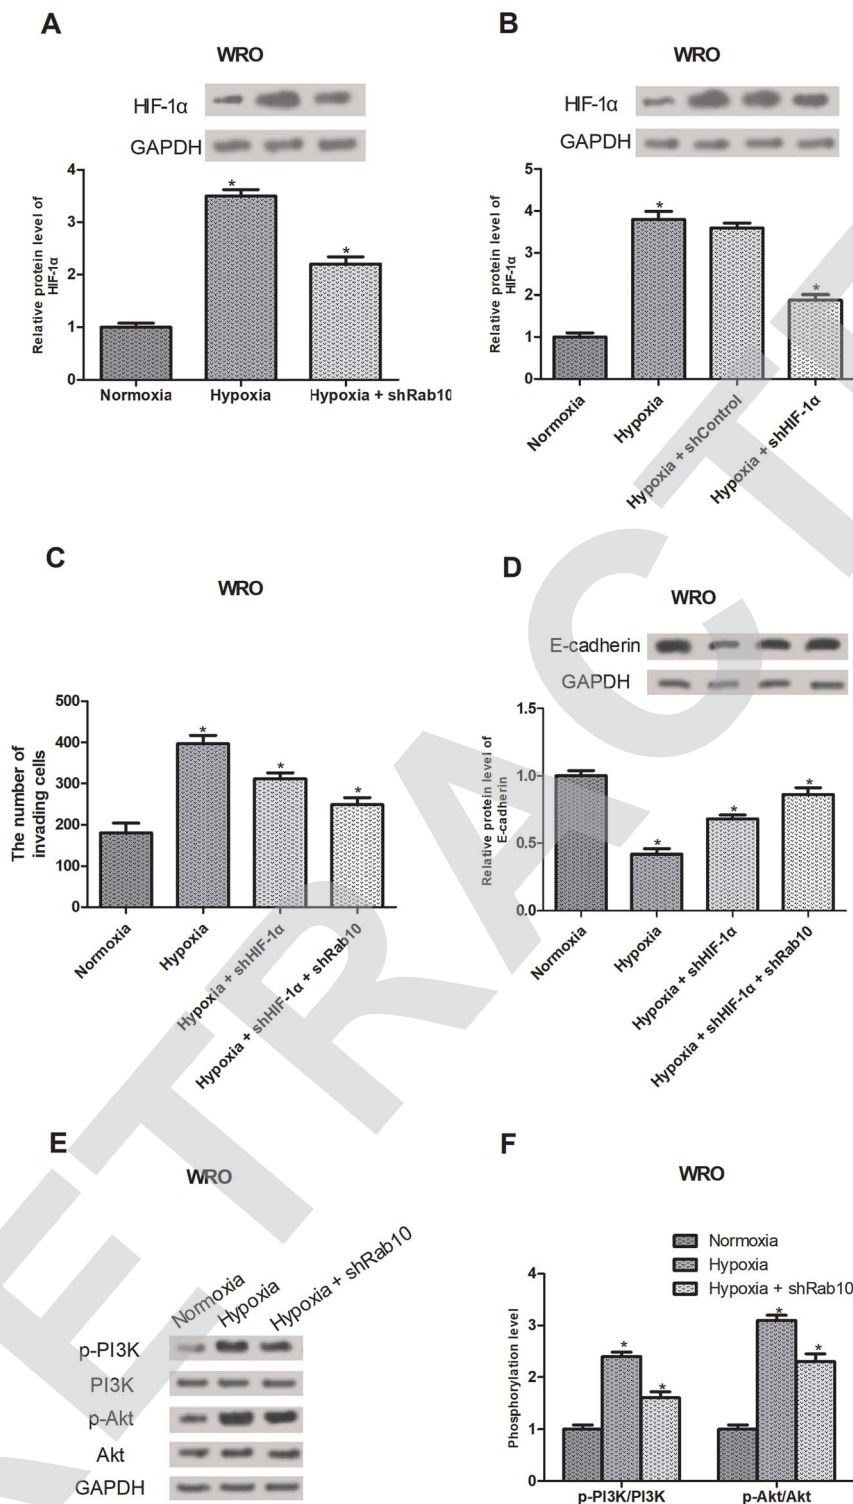 A
WRO
HIF-1α
GAPDH
Relative protein level of
HIF-1α
4
3
2
1
0
*
*
Normoxia
Hypoxia
Hypoxia + shRab10
B
WRO
HIF-1α
GAPDH
Relative protein level of
HIF-1α
5
4
3
2
1
0
*
*
Normoxia
Hypoxia
Hypoxia + shControl
Hypoxia + shHIF-1α
C
WRO
The number of
invading cells
500
400
300
200
100
0
*
*
*
Normoxia
Hypoxia
Hypoxia + shHIF-1α
Hypoxia + shHIF-1α + shRab10
D
WRO
E-cadherin
GAPDH
Relative protein level of
E-cadherin
1.5
1.0
0.5
0.0
*
*
*
Normoxia
Hypoxia
Hypoxia + shHIF-1α
Hypoxia + shHIF-1α + shRab10
E
WRO
Normoxia
Hypoxia
Hypoxia + shRab10
p-PI3K
PI3K
p-Akt
Akt
GAPDH
F
WRO
Normoxia
Hypoxia
Hypoxia + shRab10
Phosphorylation level
4
3
2
1
0
*
*
*
*
p-PI3K/PI3K
p-Akt/Akt
RETRACT